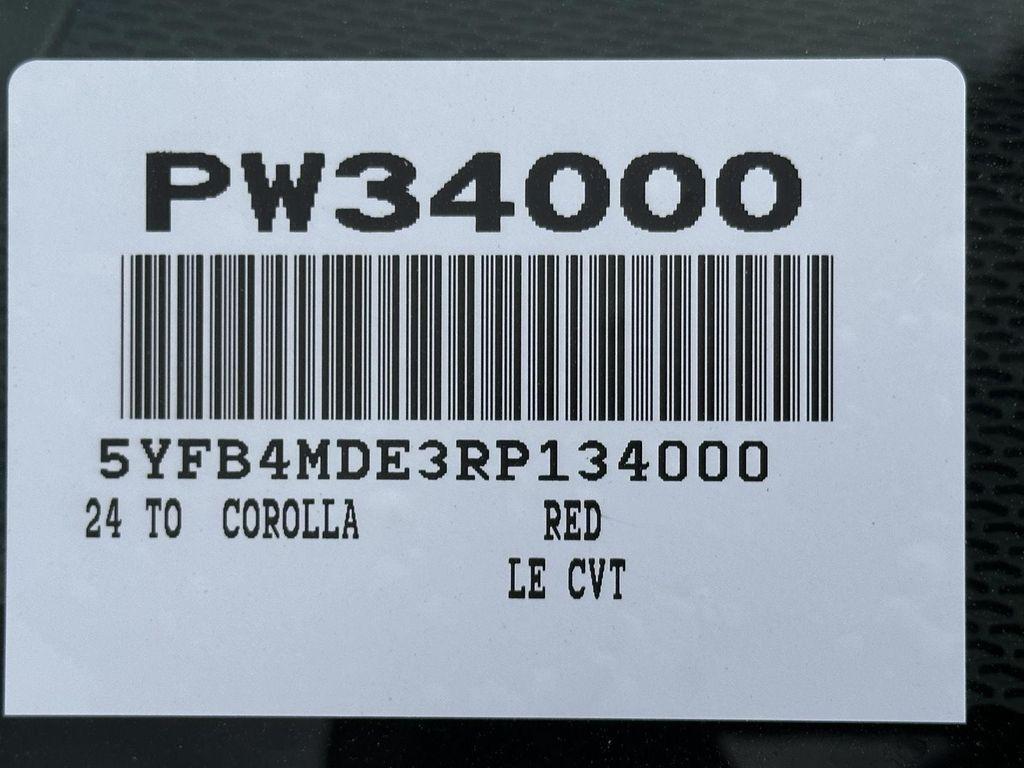 PW34000
5YFB4MDE3RP134000
24 TO COROLLA RED
LE CVT